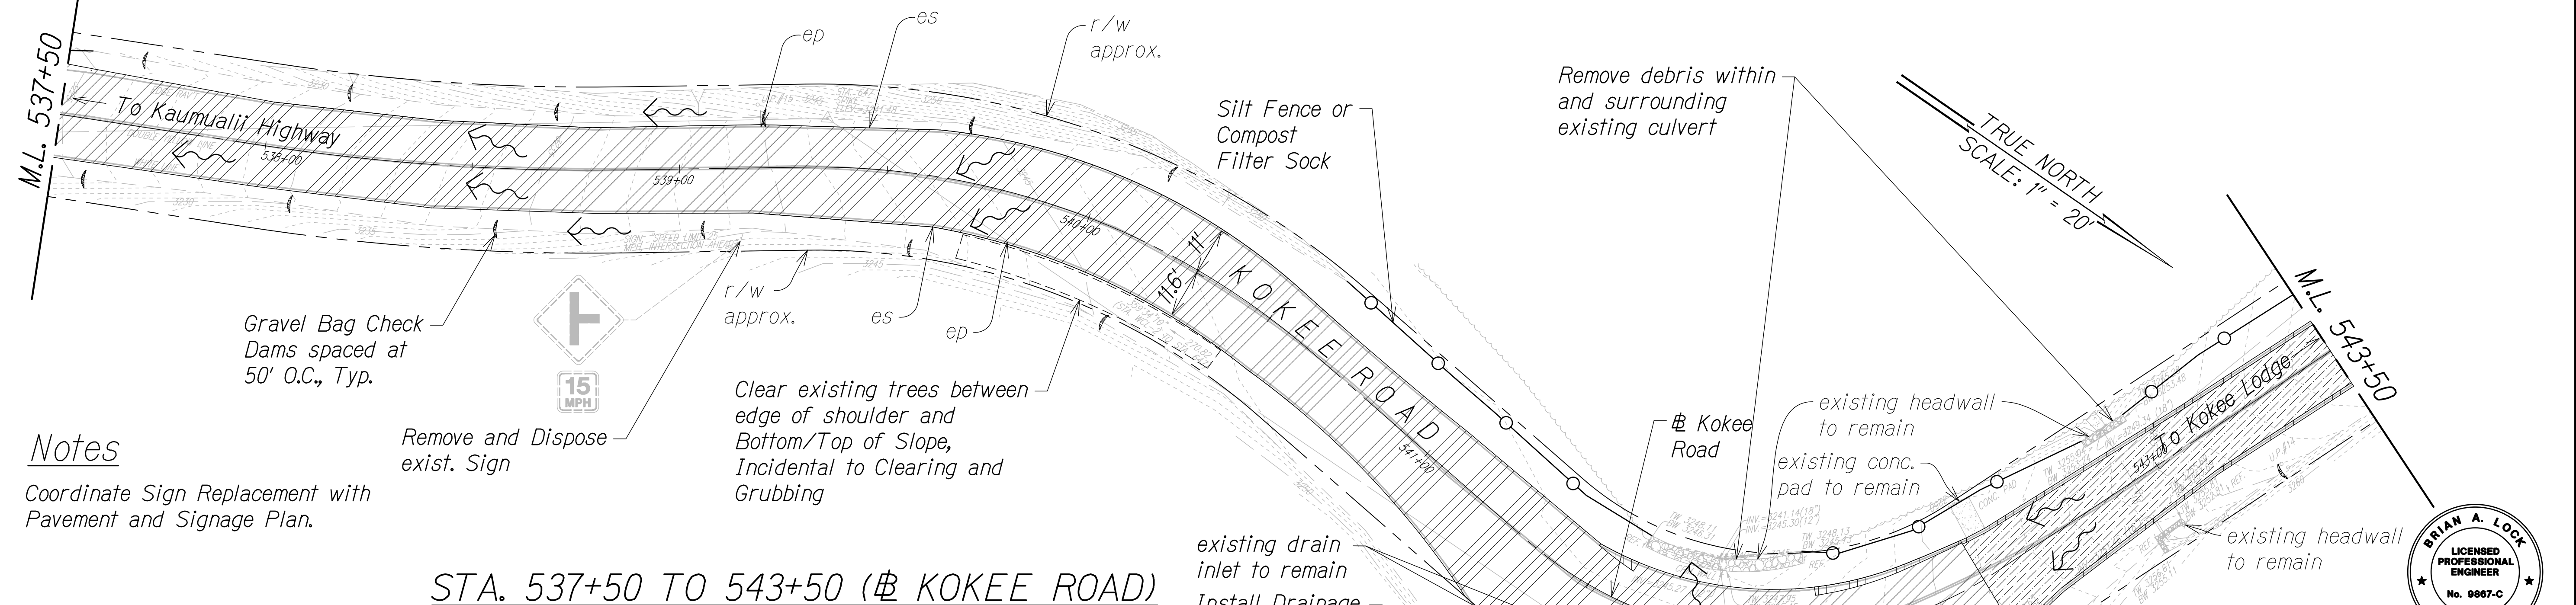 M.L. 537+50
To Kaumualii Highway
538+00
539+00
540+00
541+00
543+00
ep
es
r/w
approx.
Silt Fence or
Compost
Filter Sock
Remove debris within
and surrounding
existing culvert
TRUE NORTH
SCALE: 1" = 20'
M.L. 543+50
11'
11.6'
KOKEE ROAD
Gravel Bag Check
Dams spaced at
50' O.C., Typ.
15
MPH
r/w
approx.
es
ep
Remove and Dispose
exist. Sign
Clear existing trees between
edge of shoulder and
Bottom/Top of Slope,
Incidental to Clearing and
Grubbing
℄ Kokee
Road
existing headwall
to remain
existing conc.
pad to remain
To Kokee Lodge
existing headwall
to remain
Notes
Coordinate Sign Replacement with
Pavement and Signage Plan.
existing drain
inlet to remain
Install Drainage
STA. 537+50 TO 543+50 (℄ KOKEE ROAD)
BRIAN A. LOCK
LICENSED
PROFESSIONAL
ENGINEER
No. 9867-C